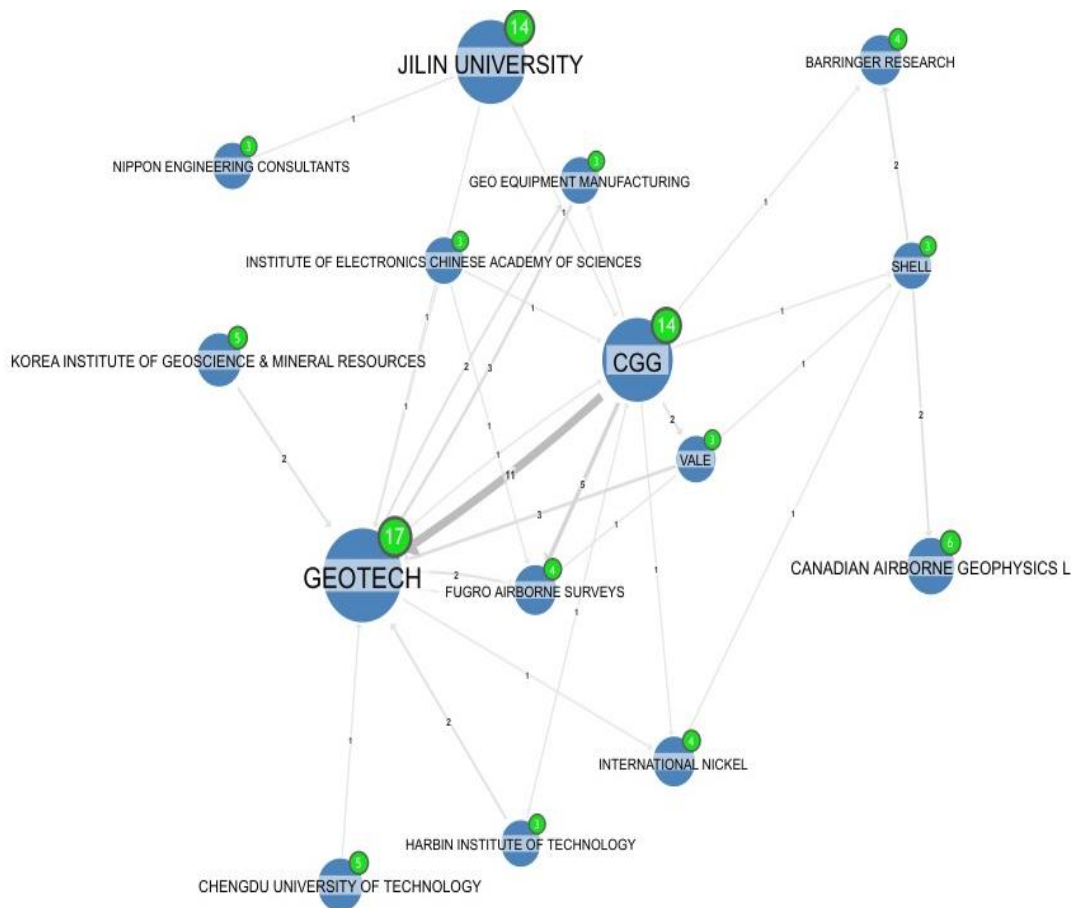 14
JILIN UNIVERSITY
4
BARRINGER RESEARCH
1
3
NIPPON ENGINEERING CONSULTANTS
3
GEO EQUIPMENT MANUFACTURING
2
1
1
3
INSTITUTE OF ELECTRONICS CHINESE ACADEMY OF SCIENCES
3
SHELL
1
1
1
14
CGG
5
KOREA INSTITUTE OF GEOSCIENCE & MINERAL RESOURCES
2
3
1
1
2
1
3
VALE
2
1
1
11
5
3
1
2
17
GEOTECH
2
4
FUGRO AIRBORNE SURVEYS
6
CANADIAN AIRBORNE GEOPHYSICS L
1
1
1
1
2
1
4
INTERNATIONAL NICKEL
3
HARBIN INSTITUTE OF TECHNOLOGY
5
CHENGDU UNIVERSITY OF TECHNOLOGY